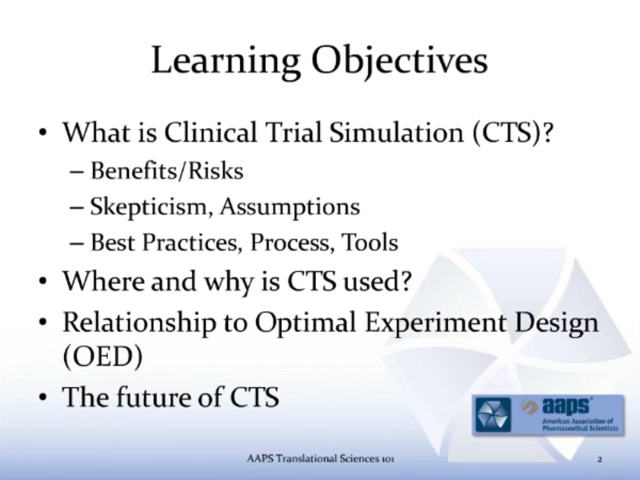 Learning Objectives
• What is Clinical Trial Simulation (CTS)?
– Benefits/Risks
– Skepticism, Assumptions
– Best Practices, Process, Tools
• Where and why is CTS used?
• Relationship to Optimal Experiment Design
(OED)
• The future of CTS
aaps®
American Association of
Pharmaceutical Scientists
AAPS Translational Sciences 101
2